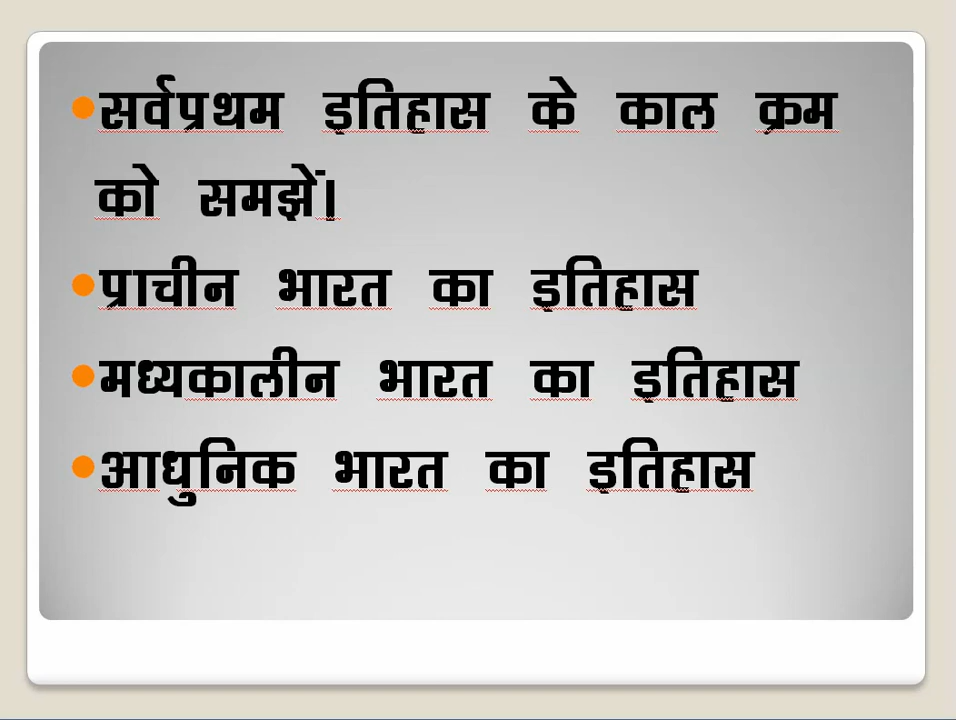 •सर्वप्रथम इतिहास के काल क्रम
को समझें।
•प्राचीन भारत का इतिहास
•मध्यकालीन भारत का इतिहास
•आधुनिक भारत का इतिहास